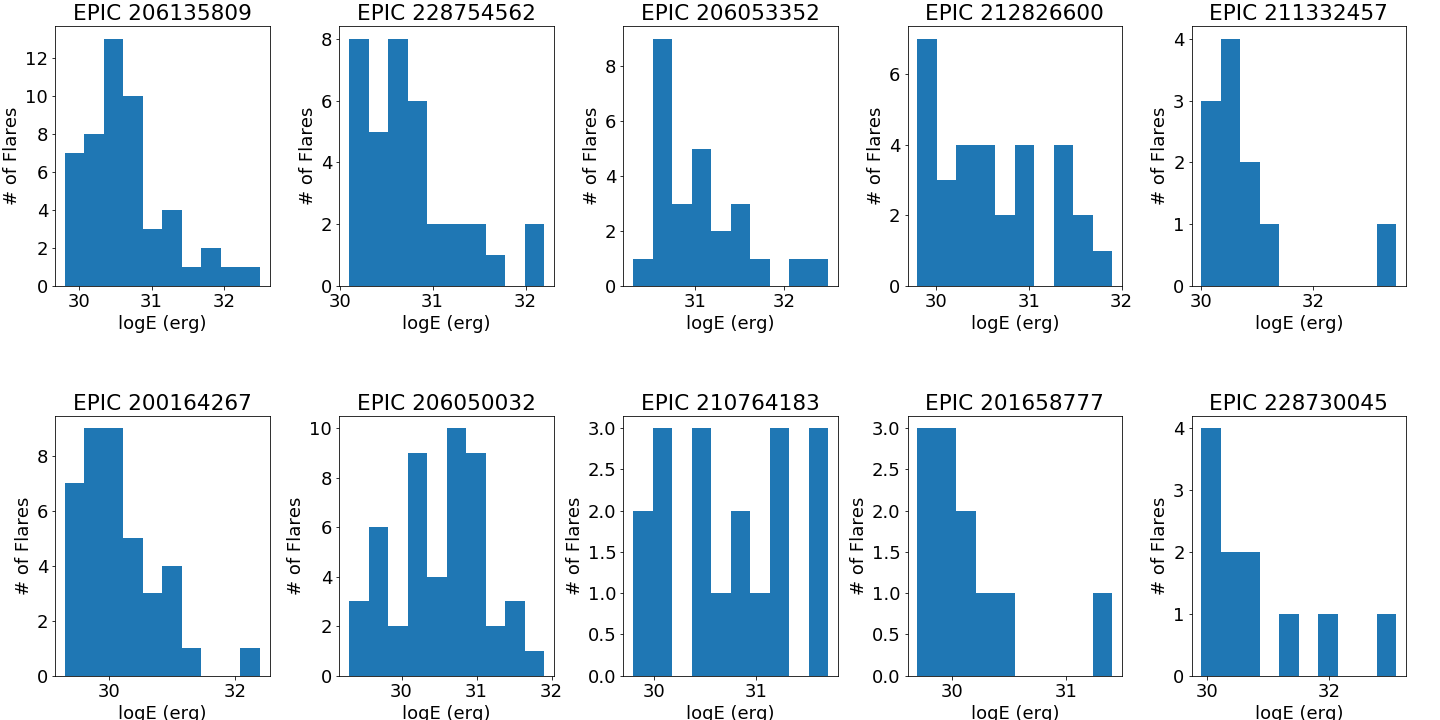 EPIC 206135809
EPIC 228754562
EPIC 206053352
EPIC 212826600
EPIC 211332457
# of Flares
12
10
8
6
4
2
0
30 31 32
logE (erg)
# of Flares
8
6
4
2
0
30 31 32
logE (erg)
# of Flares
8
6
4
2
0
31 32
logE (erg)
# of Flares
6
4
2
0
30 31 32
logE (erg)
# of Flares
4
3
2
1
0
30 32
logE (erg)
EPIC 200164267
EPIC 206050032
EPIC 210764183
EPIC 201658777
EPIC 228730045
# of Flares
8
6
4
2
0
30 32
logE (erg)
# of Flares
10
8
6
4
2
0
30 31 32
logE (erg)
# of Flares
3.0
2.5
2.0
1.5
1.0
0.5
0.0
30 31
logE (erg)
# of Flares
3.0
2.5
2.0
1.5
1.0
0.5
0.0
30 31
logE (erg)
# of Flares
4
3
2
1
0
30 32
logE (erg)